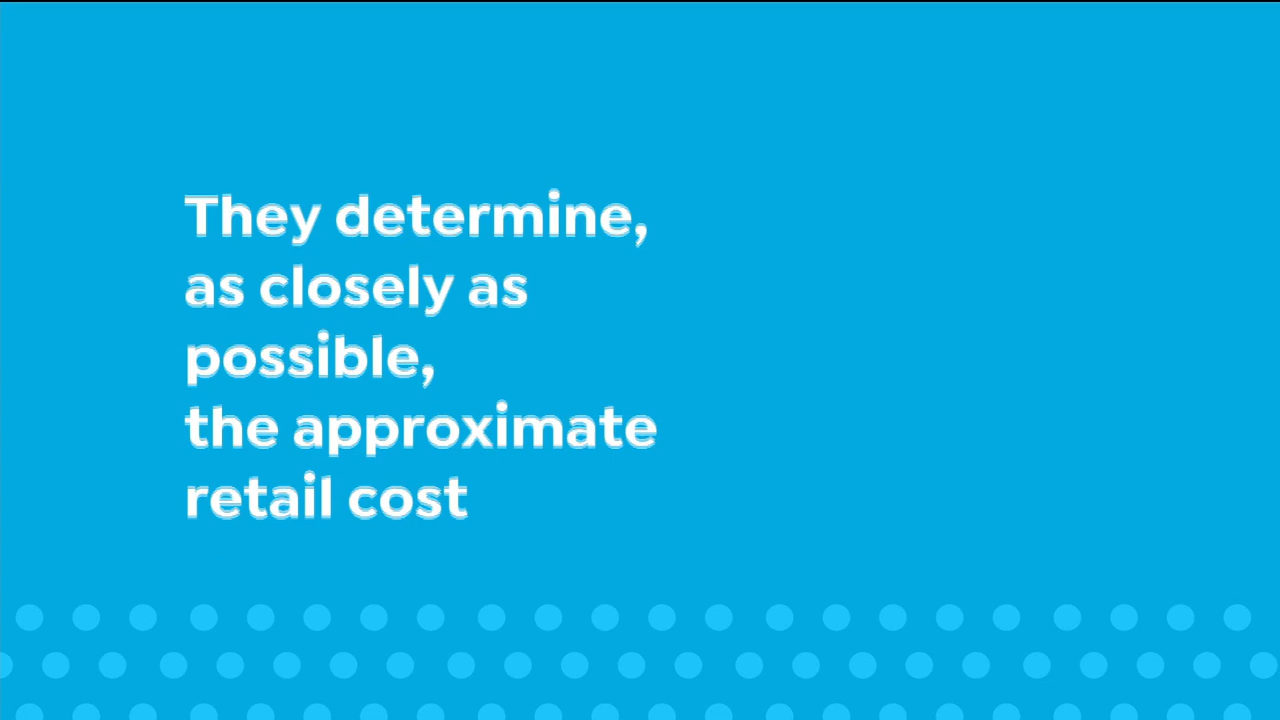 They determine,
as closely as
possible,
the approximate
retail cost